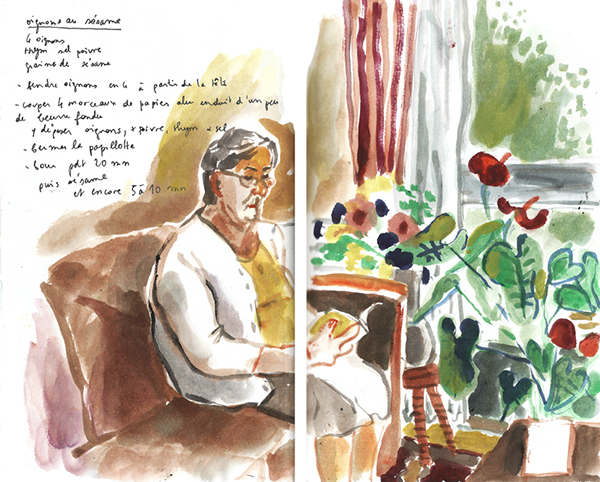 oignons au sésame
4 oignons
thym sel poivre
graines de sésame
- fendre oignons en 4 à partir de la tête
- couper 4 morceaux de papier alu enduit d'un peu
de beurre fondu
y déposer oignons, + poivre, thym & sel
- fermer la papillotte
- four pdt 20 mn
puis sésame
et encore 5 à 10 mn